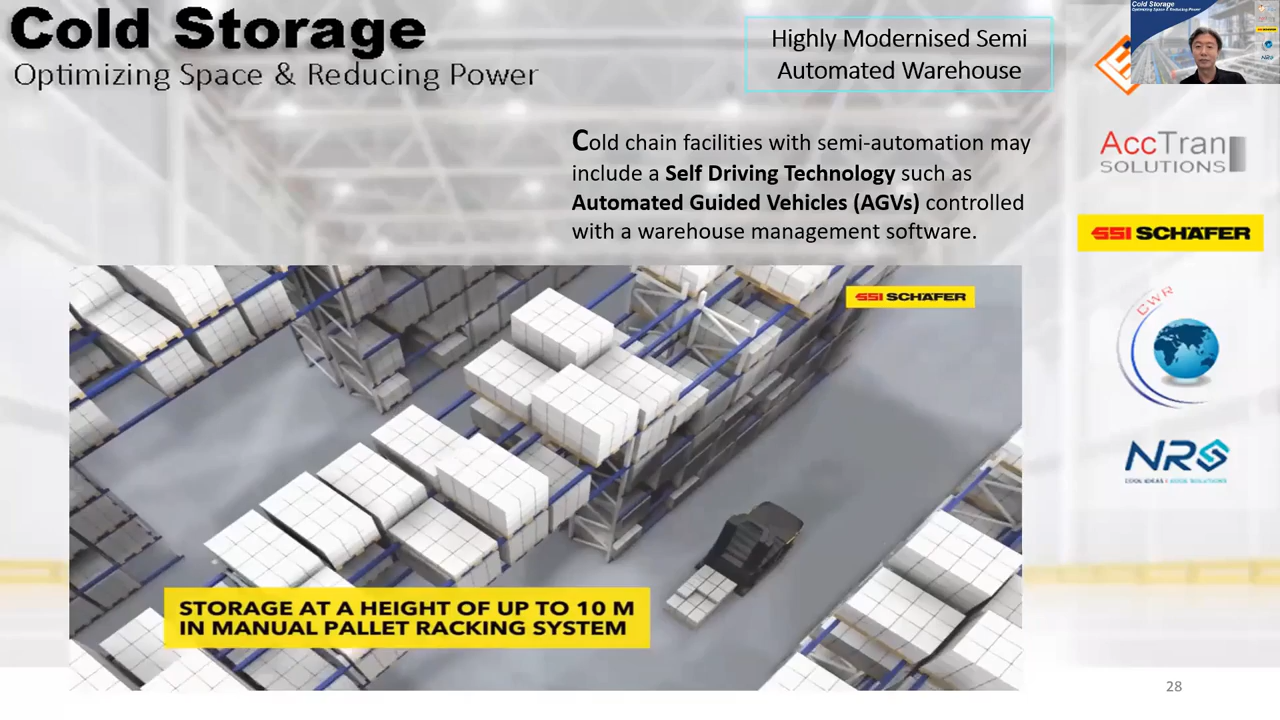 Cold Storage
Optimizing Space & Reducing Power
Highly Modernised Semi
Automated Warehouse
Cold Storage
Optimizing Space & Reducing Power
Cold chain facilities with semi-automation may
include a Self Driving Technology such as
Automated Guided Vehicles (AGVs) controlled
with a warehouse management software.
AccTran
SOLUTIONS
SSI SCHÄFER
CWR
NRS
COOL IDEAS
SSI SCHÄFER
STORAGE AT A HEIGHT OF UP TO 10 M
IN MANUAL PALLET RACKING SYSTEM
28